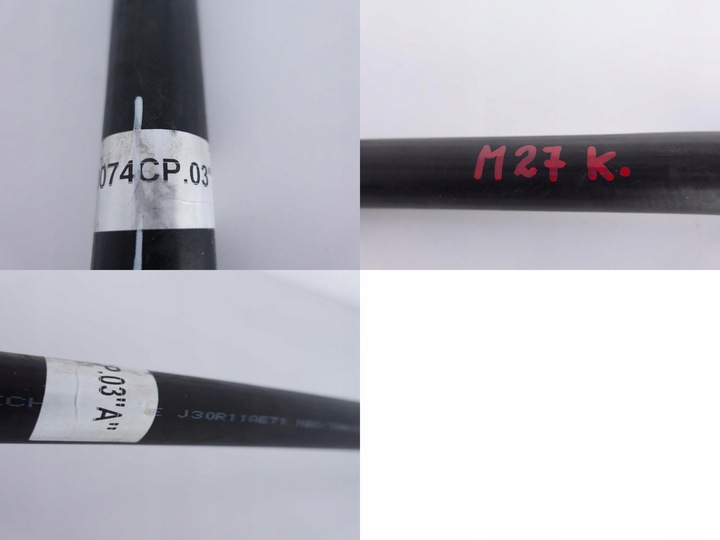 074CP.03"
M27 K.
P.03"A"
J30R11AET1